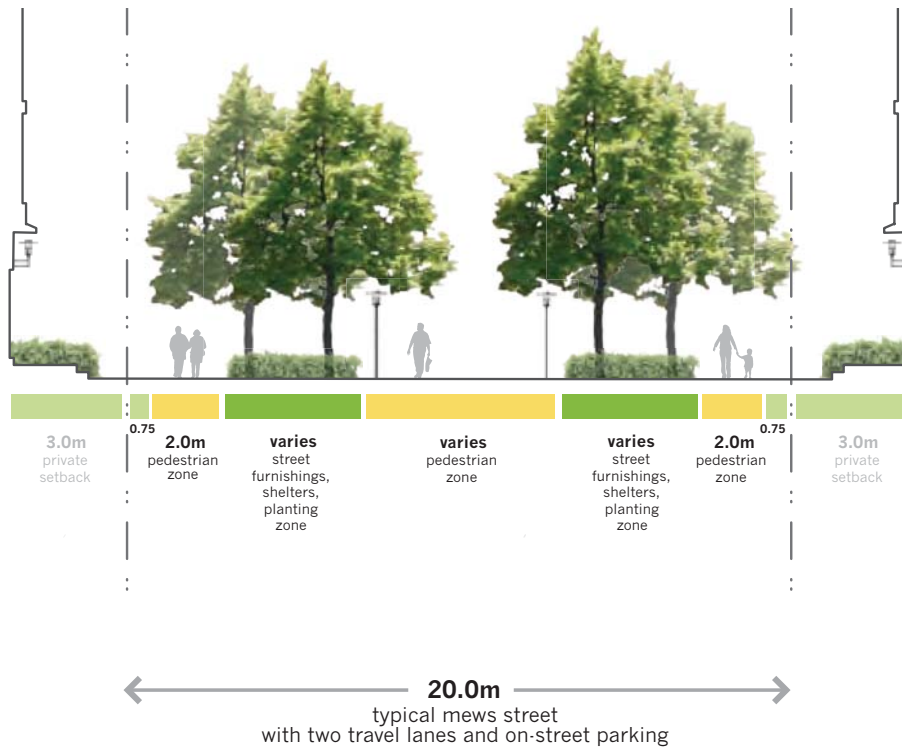 0.75
0.75
3.0m
private
setback
2.0m
pedestrian
zone
varies
street
furnishings,
shelters,
planting
zone
varies
pedestrian
zone
varies
street
furnishings,
shelters,
planting
zone
2.0m
pedestrian
zone
3.0m
private
setback
20.0m
typical mews street
with two travel lanes and on-street parking